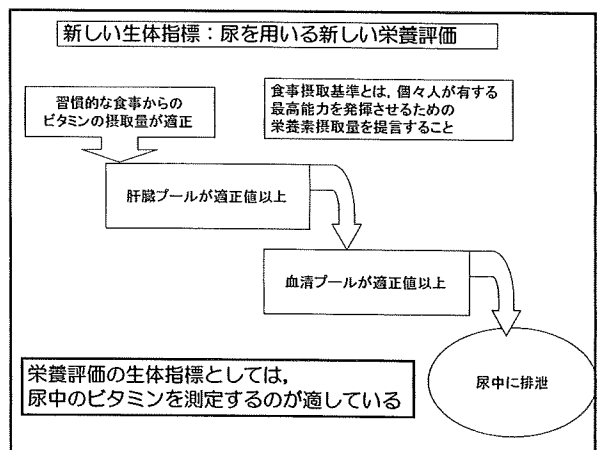 新しい生体指標：尿を用いる新しい栄養評価
習慣的な食事からの
ビタミンの摂取量が適正
食事摂取基準とは，個々人が有する
最高能力を発揮させるための
栄養素摂取量を提言すること
肝臓プールが適正値以上
血清プールが適正値以上
尿中に排泄
栄養評価の生体指標としては，
尿中のビタミンを測定するのが適している